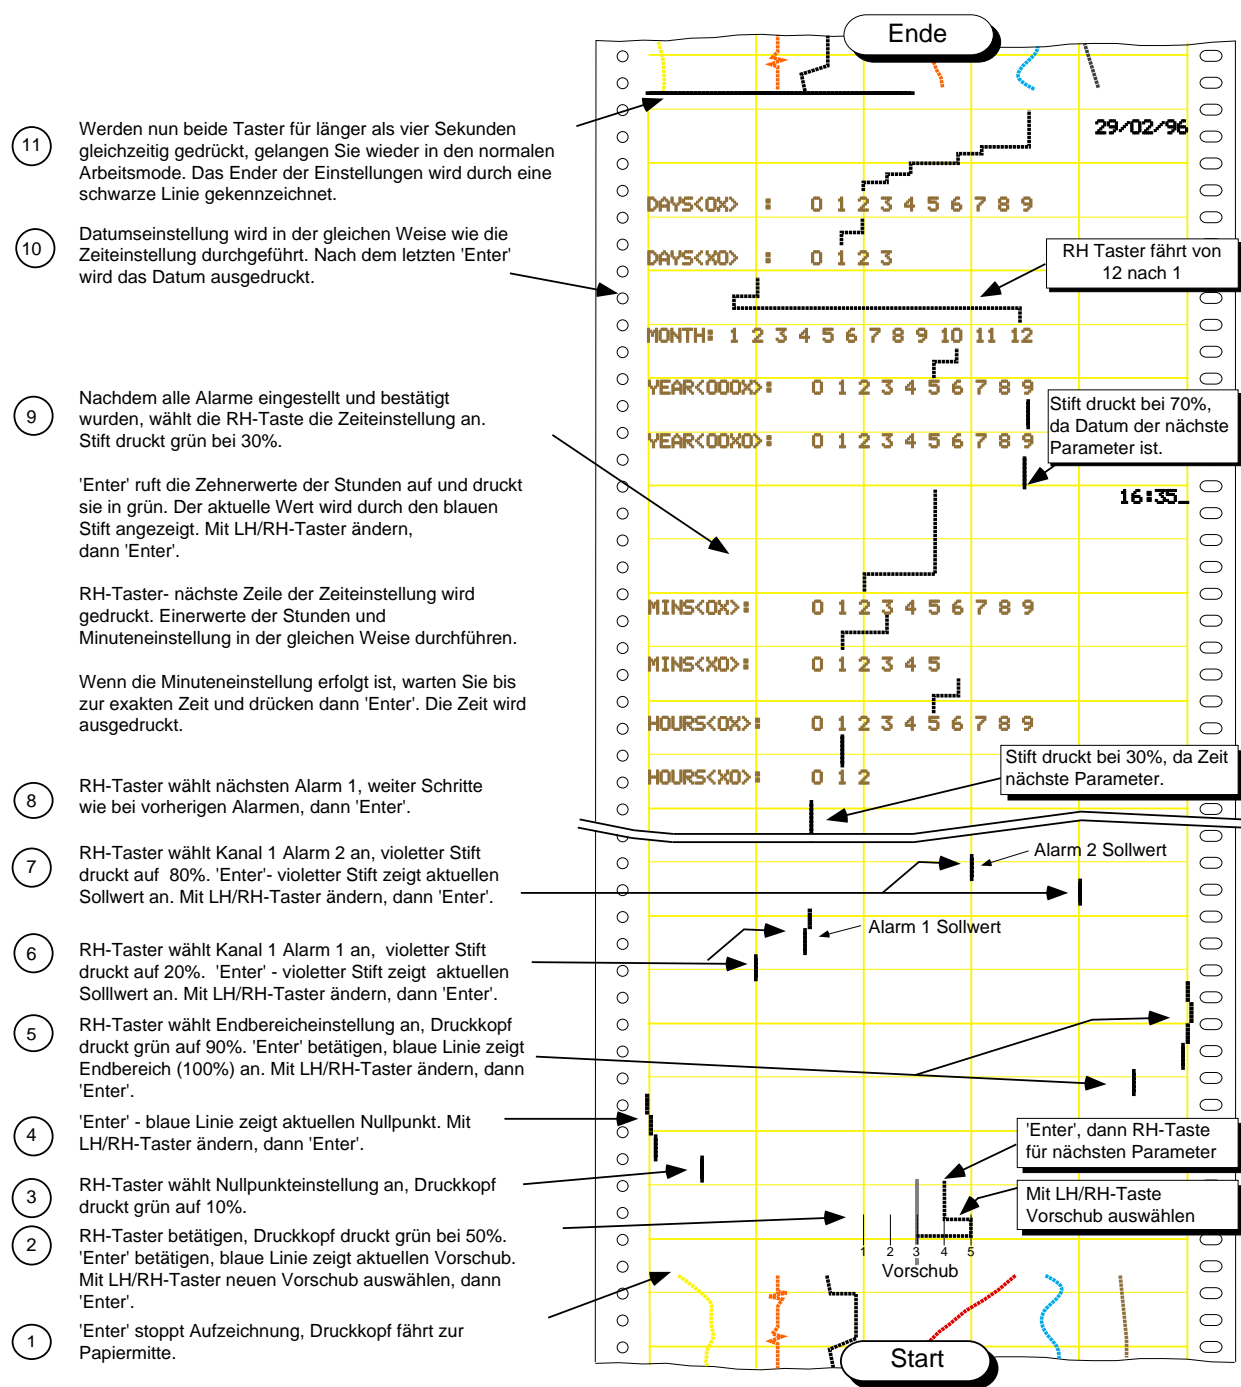 Ende
11
Werden nun beide Taster für länger als vier Sekunden
gleichzeitig gedrückt, gelangen Sie wieder in den normalen
Arbeitsmode. Das Ender der Einstellungen wird durch eine
schwarze Linie gekennzeichnet.
29/02/96
DAYS<0X> : 0 1 2 3 4 5 6 7 8 9
10
Datumseinstellung wird in der gleichen Weise wie die
Zeiteinstellung durchgeführt. Nach dem letzten 'Enter'
wird das Datum ausgedruckt.
DAYS<X0> : 0 1 2 3
RH Taster fährt von
12 nach 1
MONTH: 1 2 3 4 5 6 7 8 9 10 11 12
YEAR<000X>: 0 1 2 3 4 5 6 7 8 9
9
Nachdem alle Alarme eingestellt und bestätigt
wurden, wählt die RH-Taste die Zeiteinstellung an.
Stift druckt grün bei 30%.
Stift druckt bei 70%,
da Datum der nächste
Parameter ist.
YEAR<00X0>: 0 1 2 3 4 5 6 7 8 9
'Enter' ruft die Zehnerwerte der Stunden auf und druckt
sie in grün. Der aktuelle Wert wird durch den blauen
Stift angezeigt. Mit LH/RH-Taster ändern,
dann 'Enter'.
16:35_
RH-Taster- nächste Zeile der Zeiteinstellung wird
gedruckt. Einerwerte der Stunden und
Minuteneinstellung in der gleichen Weise durchführen.
MINS<0X>: 0 1 2 3 4 5 6 7 8 9
MINS<X0>: 0 1 2 3 4 5
Wenn die Minuteneinstellung erfolgt ist, warten Sie bis
zur exakten Zeit und drücken dann 'Enter'. Die Zeit wird
ausgedruckt.
HOURS<0X>: 0 1 2 3 4 5 6 7 8 9
Stift druckt bei 30%, da Zeit
nächste Parameter.
HOURS<X0>: 0 1 2
8
RH-Taster wählt nächsten Alarm 1, weiter Schritte
wie bei vorherigen Alarmen, dann 'Enter'.
7
RH-Taster wählt Kanal 1 Alarm 2 an, violetter Stift
druckt auf 80%. 'Enter'- violetter Stift zeigt aktuellen
Sollwert an. Mit LH/RH-Taster ändern, dann 'Enter'.
Alarm 2 Sollwert
Alarm 1 Sollwert
6
RH-Taster wählt Kanal 1 Alarm 1 an, violetter Stift
druckt auf 20%. 'Enter' - violetter Stift zeigt aktuellen
Solllwert an. Mit LH/RH-Taster ändern, dann 'Enter'.
5
RH-Taster wählt Endbereicheinstellung an, Druckkopf
druckt grün auf 90%. 'Enter' betätigen, blaue Linie zeigt
Endbereich (100%) an. Mit LH/RH-Taster ändern, dann
'Enter'.
4
'Enter' - blaue Linie zeigt aktuellen Nullpunkt. Mit
LH/RH-Taster ändern, dann 'Enter'.
'Enter', dann RH-Taste
für nächsten Parameter
3
RH-Taster wählt Nullpunkteinstellung an, Druckkopf
druckt grün auf 10%.
Mit LH/RH-Taste
Vorschub auswählen
2
RH-Taster betätigen, Druckkopf druckt grün bei 50%.
'Enter' betätigen, blaue Linie zeigt aktuellen Vorschub.
Mit LH/RH-Taster neuen Vorschub auswählen, dann
'Enter'.
1 2 3 4 5
Vorschub
1
'Enter' stoppt Aufzeichnung, Druckkopf fährt zur
Papiermitte.
Start